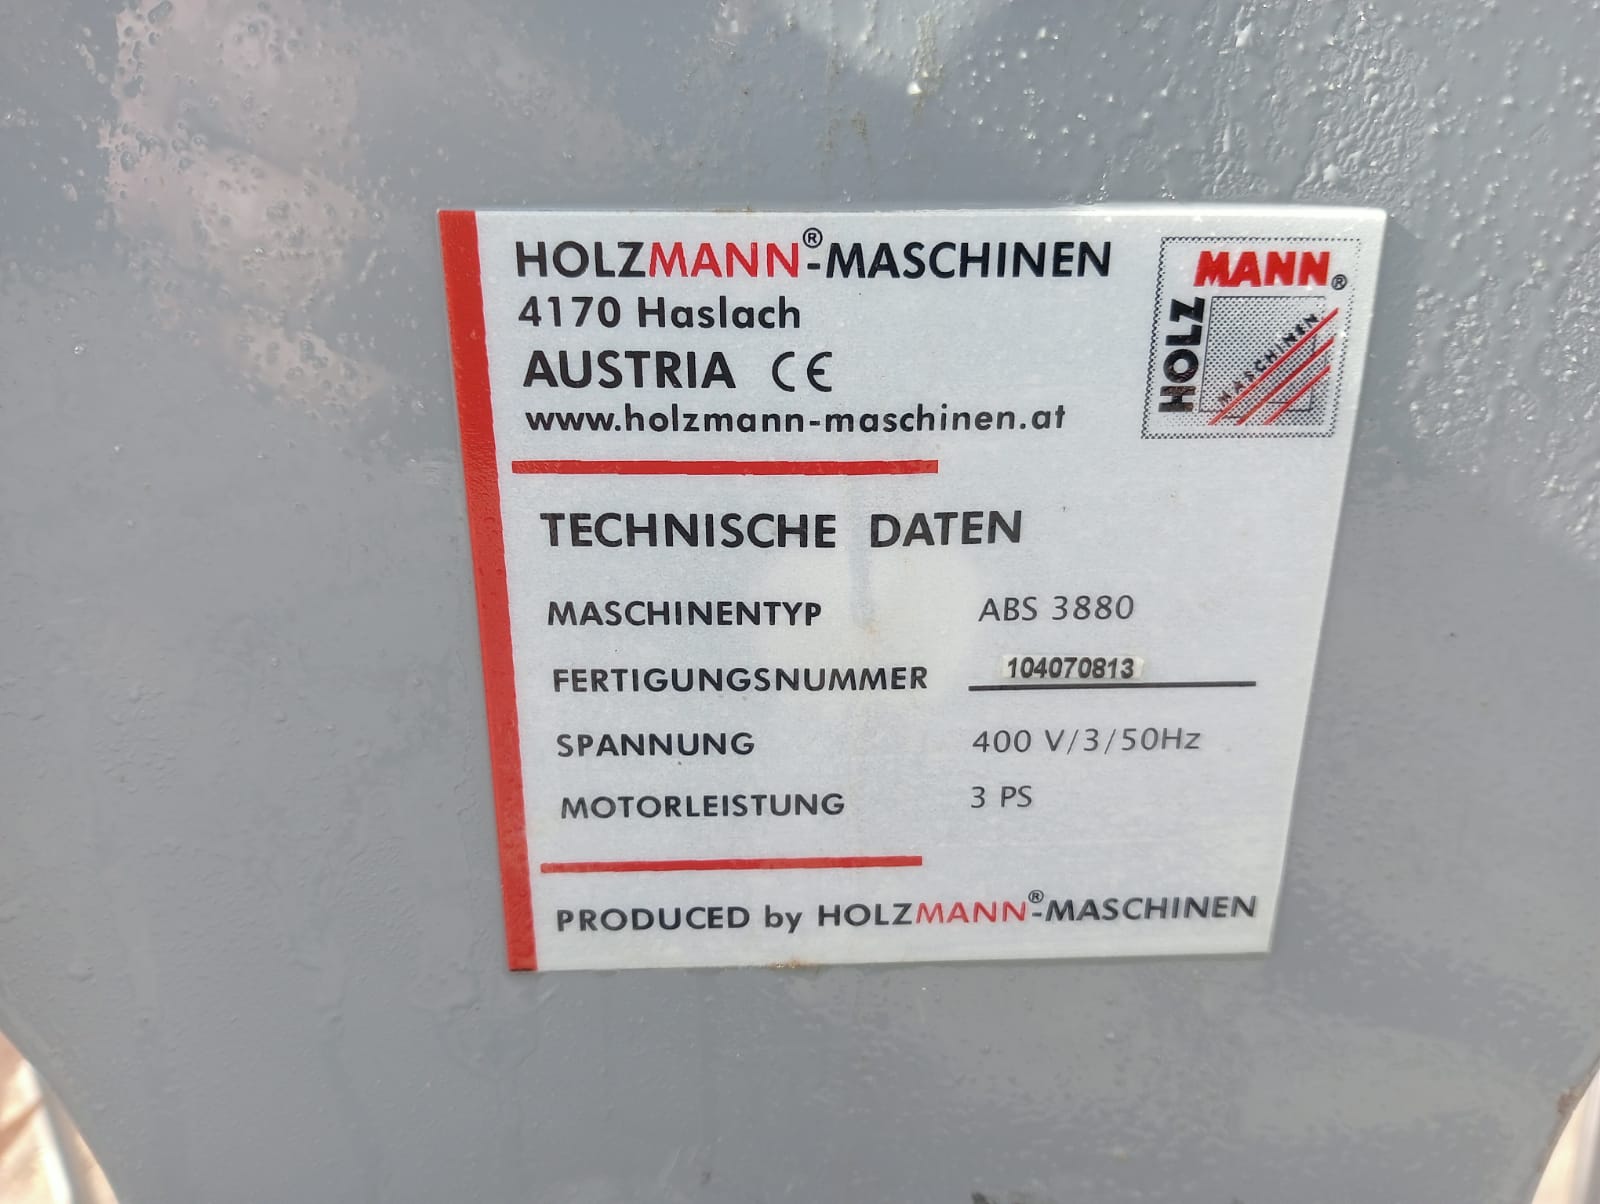 HOLZMANN®-MASCHINEN
4170 Haslach
AUSTRIA CE
www.holzmann-maschinen.at
HOLZ MANN®
MASCHINEN
TECHNISCHE DATEN
MASCHINENTYP ABS 3880
FERTIGUNGSNUMMER 104070813
SPANNUNG 400 V/3/50Hz
MOTORLEISTUNG 3 PS
PRODUCED by HOLZMANN®-MASCHINEN